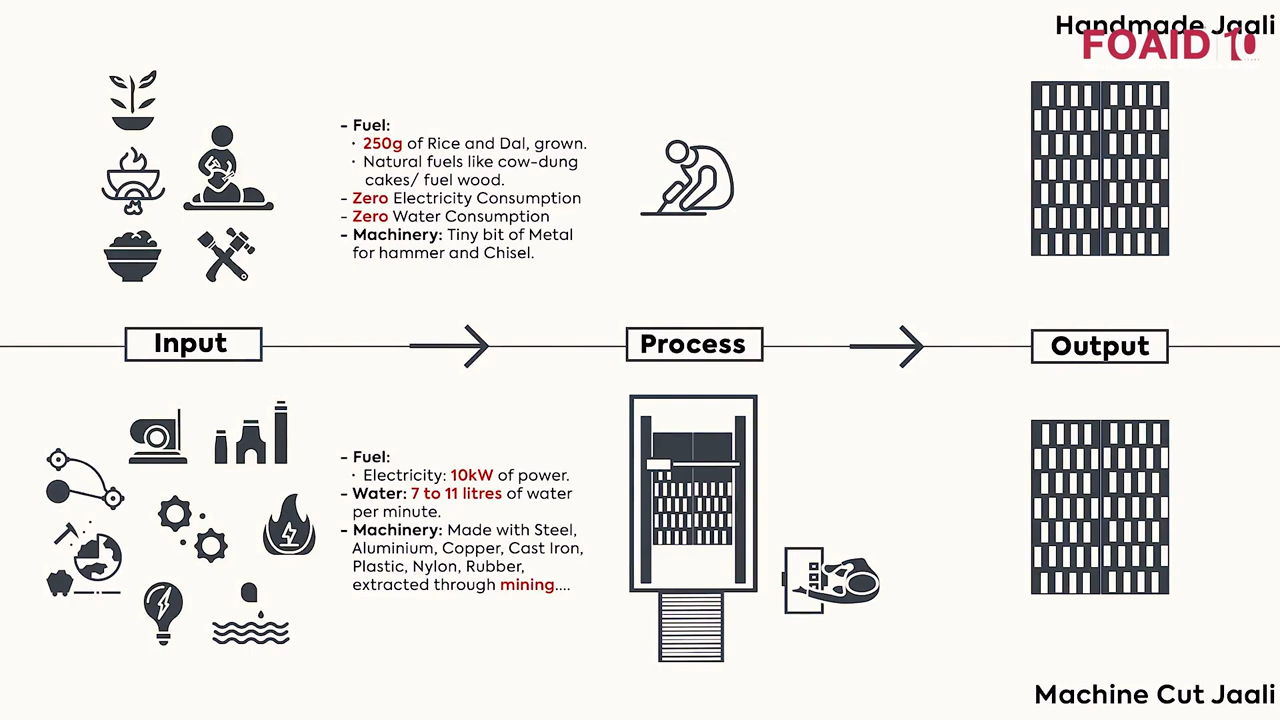 Handmade Jaali
FOAID 10
- Fuel:
· 250g of Rice and Dal, grown.
· Natural fuels like cow-dung
cakes/ fuel wood.
- Zero Electricity Consumption
- Zero Water Consumption
- Machinery: Tiny bit of Metal
for hammer and Chisel.
Input
Process
Output
- Fuel:
· Electricity: 10kW of power.
- Water: 7 to 11 litres of water
per minute.
- Machinery: Made with Steel,
Aluminium, Copper, Cast Iron,
Plastic, Nylon, Rubber,
extracted through mining....
Machine Cut Jaali